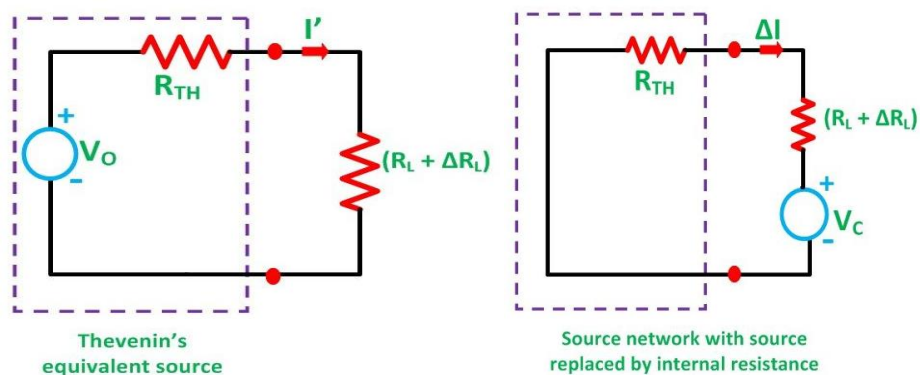 I’
R_TH
+
V_O
-
(R_L + ΔR_L)
Thevenin’s
equivalent source
ΔI
R_TH
(R_L + ΔR_L)
+
V_C
-
Source network with source
replaced by internal resistance